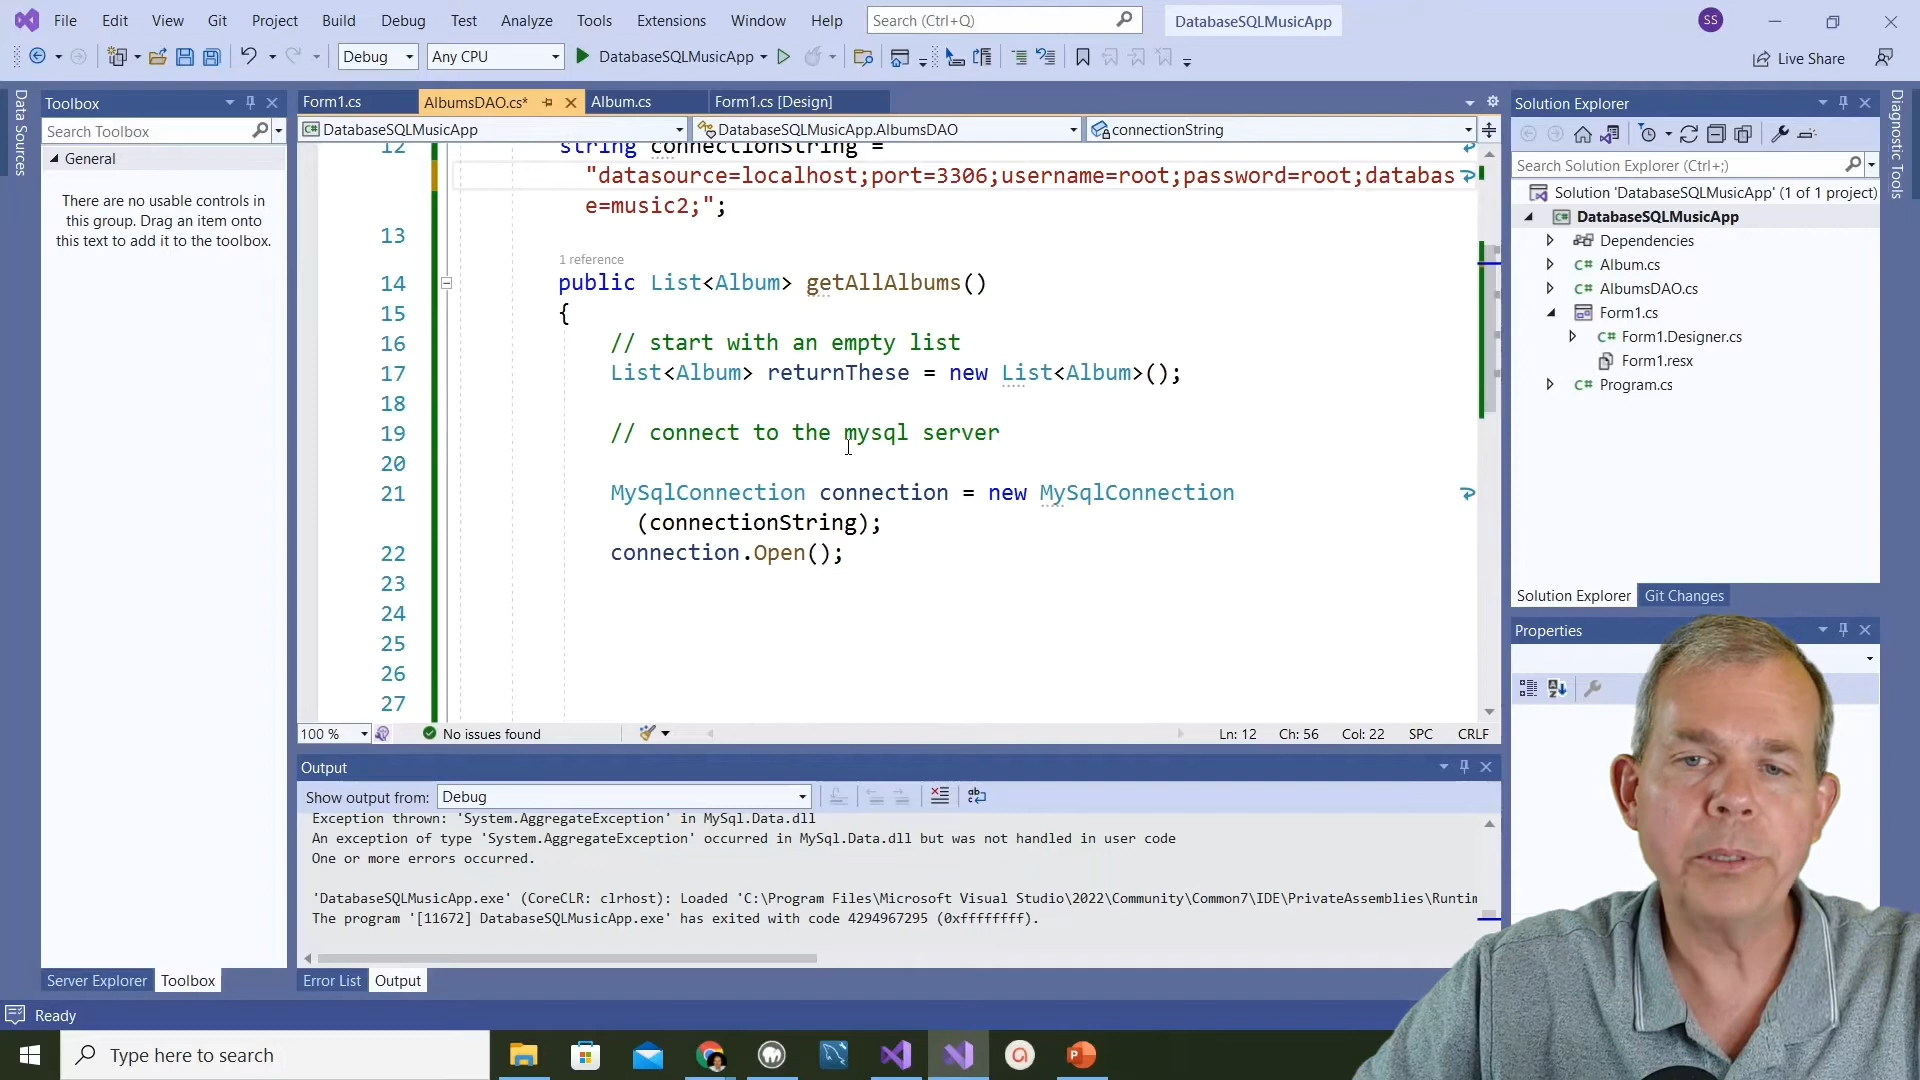 File Edit View Git Project Build Debug Test Analyze Tools Extensions Window Help Search (Ctrl+Q) DatabaseSQLMusicApp SS
Debug Any CPU DatabaseSQLMusicApp Live Share
Data Sources
Toolbox
Search Toolbox
General
There are no usable controls in
this group. Drag an item onto
this text to add it to the toolbox.
Server Explorer Toolbox
Form1.cs AlbumsDAO.cs* Album.cs Form1.cs [Design]
DatabaseSQLMusicApp DatabaseSQLMusicApp.AlbumsDAO connectionString
12 string connectionString =
"datasource=localhost;port=3306;username=root;password=root;databas
e=music2;";
13
1 reference
14 public List<Album> getAllAlbums()
15 {
16 // start with an empty list
17 List<Album> returnThese = new List<Album>();
18
19 // connect to the mysql server
20
21 MySqlConnection connection = new MySqlConnection
(connectionString);
22 connection.Open();
23
24
25
26
27
100 % No issues found Ln: 12 Ch: 56 Col: 22 SPC CRLF
Output
Show output from: Debug
Exception thrown: 'System.AggregateException' in MySql.Data.dll
An exception of type 'System.AggregateException' occurred in MySql.Data.dll but was not handled in user code
One or more errors occurred.
'DatabaseSQLMusicApp.exe' (CoreCLR: clrhost): Loaded 'C:\Program Files\Microsoft Visual Studio\2022\Community\Common7\IDE\PrivateAssemblies\Runtim
The program '[11672] DatabaseSQLMusicApp.exe' has exited with code 4294967295 (0xffffffff).
Error List Output
Solution Explorer
Search Solution Explorer (Ctrl+;)
Solution 'DatabaseSQLMusicApp' (1 of 1 project)
DatabaseSQLMusicApp
Dependencies
C# Album.cs
C# AlbumsDAO.cs
Form1.cs
C# Form1.Designer.cs
Form1.resx
C# Program.cs
Solution Explorer Git Changes
Properties
Diagnostic Tools
Ready
Type here to search